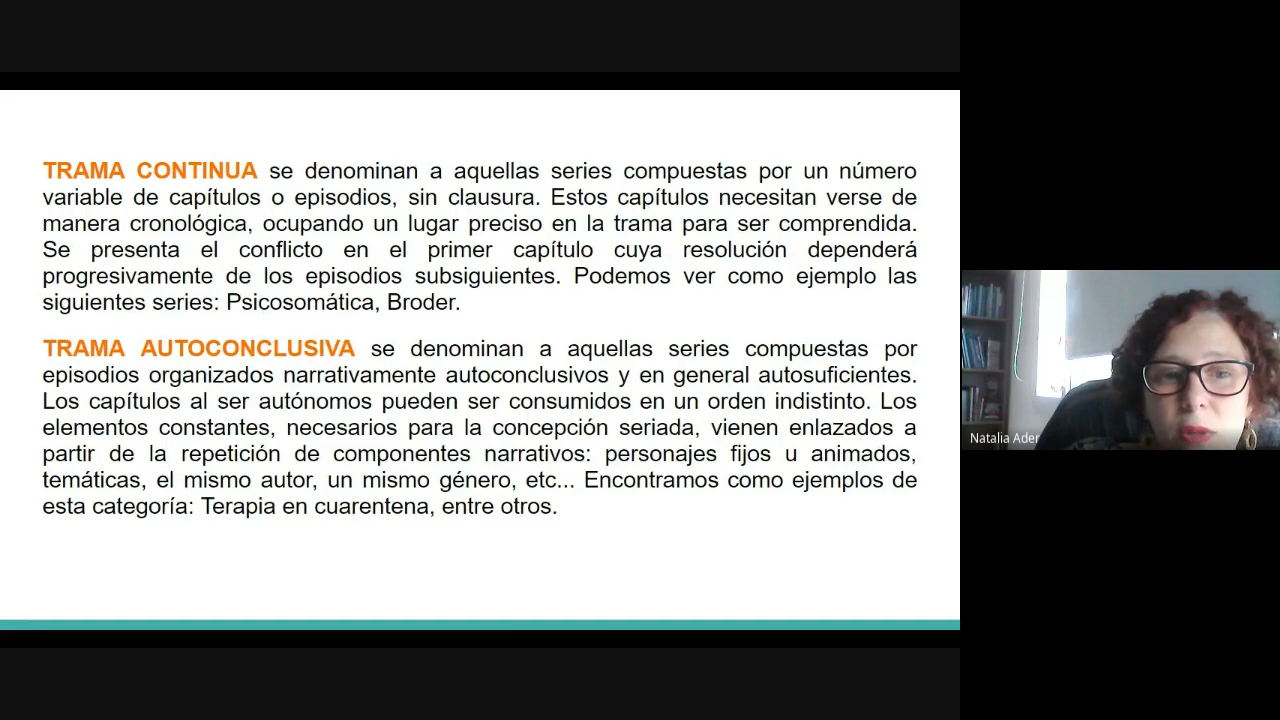 TRAMA CONTINUA se denominan a aquellas series compuestas por un número
variable de capítulos o episodios, sin clausura. Estos capítulos necesitan verse de
manera cronológica, ocupando un lugar preciso en la trama para ser comprendida.
Se presenta el conflicto en el primer capítulo cuya resolución dependerá
progresivamente de los episodios subsiguientes. Podemos ver como ejemplo las
siguientes series: Psicosomática, Broder.
TRAMA AUTOCONCLUSIVA se denominan a aquellas series compuestas por
episodios organizados narrativamente autoconclusivos y en general autosuficientes.
Los capítulos al ser autónomos pueden ser consumidos en un orden indistinto. Los
elementos constantes, necesarios para la concepción seriada, vienen enlazados a
partir de la repetición de componentes narrativos: personajes fijos u animados,
temáticas, el mismo autor, un mismo género, etc... Encontramos como ejemplos de
esta categoría: Terapia en cuarentena, entre otros.
Natalia Ader